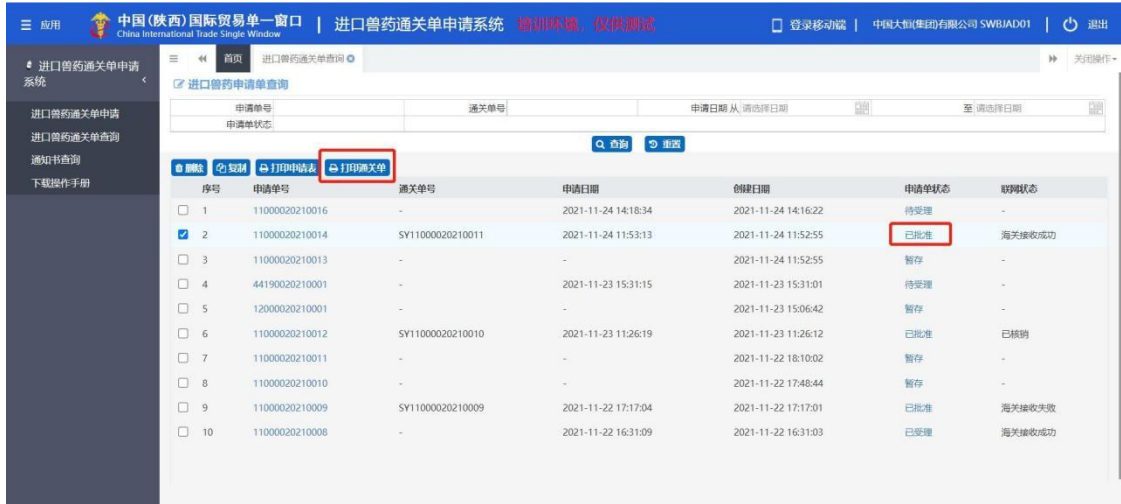 应用 中国(陕西)国际贸易单一窗口 | 进口兽药通关单申请系统 培训环境，仅供测试 登录移动端 | 中国大恒(集团)有限公司 SWBJAD01 | 退出
China International Trade Single Window
进口兽药通关单申请系统
进口兽药通关单申请
进口兽药通关单查询
通知书查询
下载操作手册
首页 进口兽药通关单查询 关闭操作
进口兽药申请单查询
申请单号 通关单号 申请日期 从 请选择日期 至 请选择日期
申请单状态
查询 重置
删除 复制 打印申请表 打印通关单
序号 申请单号 通关单号 申请日期 创建日期 申请单状态 联网状态
1 11000020210016 - 2021-11-24 14:18:34 2021-11-24 14:16:22 待受理 -
2 11000020210014 SY11000020210011 2021-11-24 11:53:13 2021-11-24 11:52:55 已批准 海关接收成功
3 11000020210013 - - 2021-11-24 11:52:55 暂存 -
4 44190020210001 - 2021-11-23 15:31:15 2021-11-23 15:31:01 待受理 -
5 12000020210001 - - 2021-11-23 15:06:42 暂存 -
6 11000020210012 SY11000020210010 2021-11-23 11:26:19 2021-11-23 11:26:12 已批准 已核销
7 11000020210011 - - 2021-11-22 18:10:02 暂存 -
8 11000020210010 - - 2021-11-22 17:48:44 暂存 -
9 11000020210009 SY11000020210009 2021-11-22 17:17:04 2021-11-22 17:17:01 已批准 海关接收失败
10 11000020210008 - 2021-11-22 16:31:09 2021-11-22 16:31:03 已受理 海关接收成功